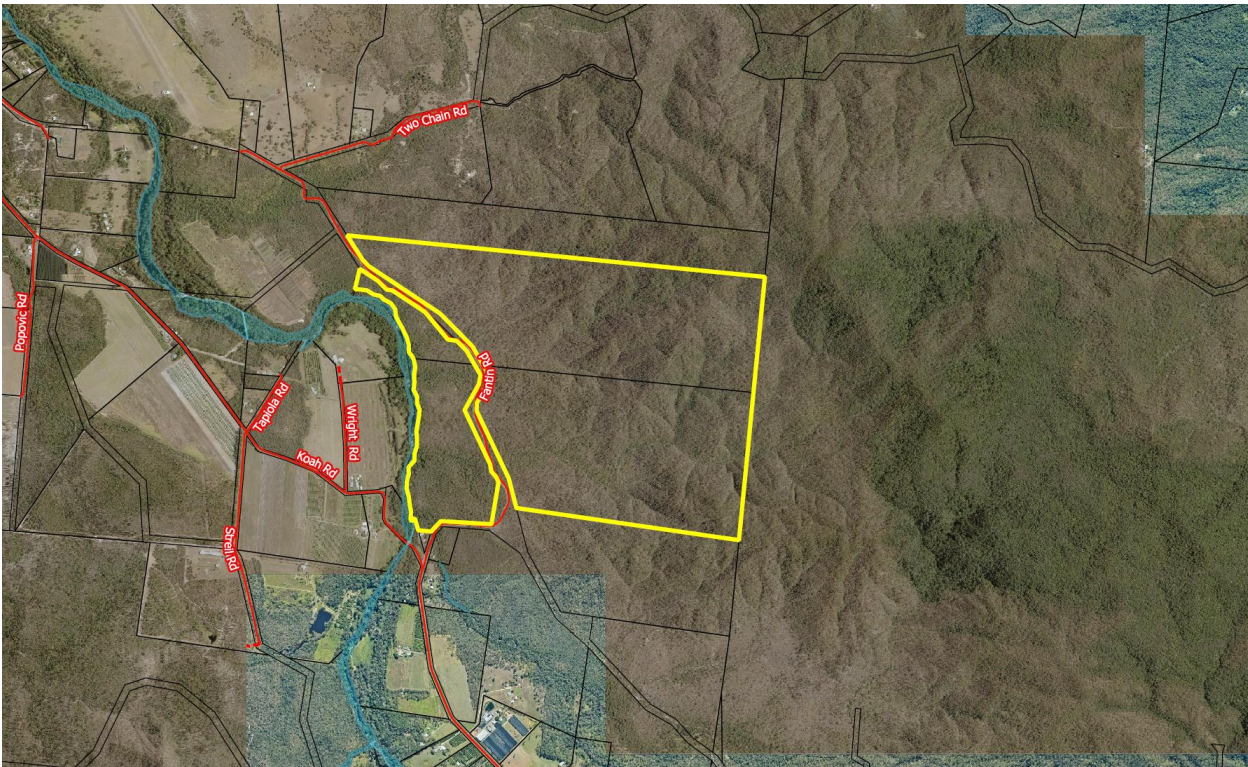 Two Chain Rd
Popovic Rd
Fantin Rd
Tapiola Rd
Wright Rd
Koah Rd
Streil Rd